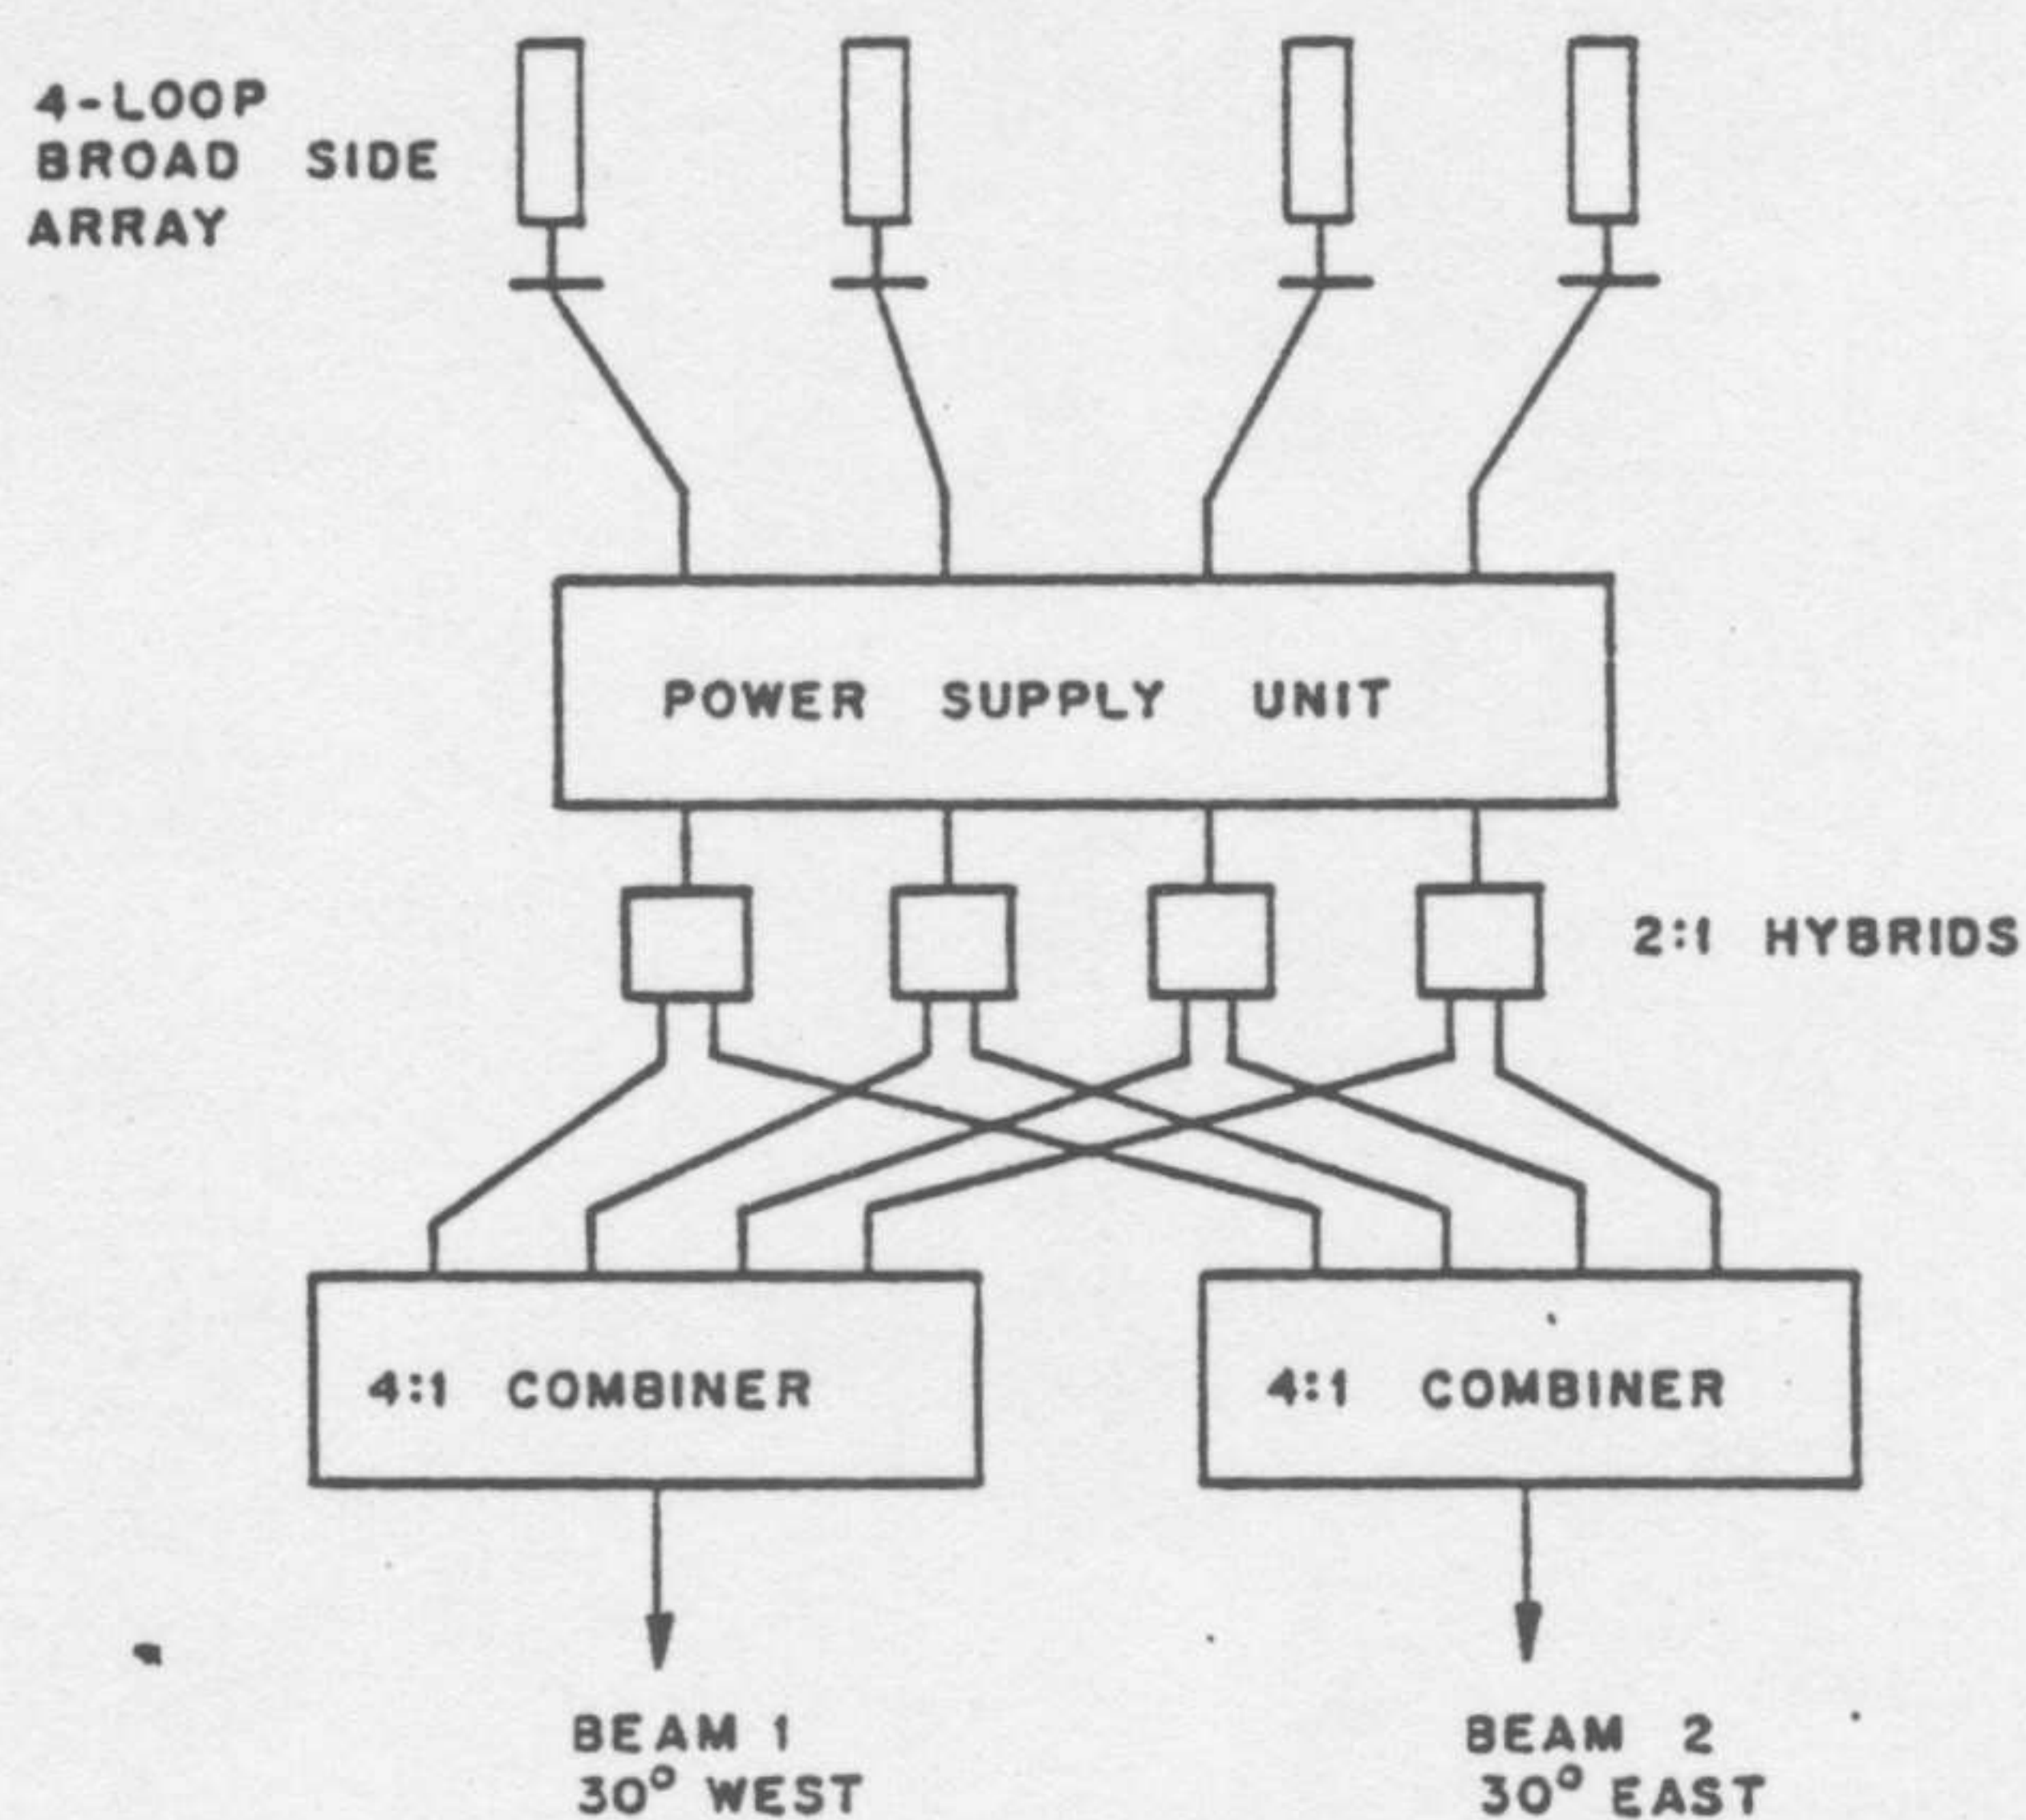 4-LOOP
BROAD SIDE
ARRAY
POWER SUPPLY UNIT
2:1 HYBRIDS
4:1 COMBINER
4:1 COMBINER
BEAM 1
30° WEST
BEAM 2
30° EAST